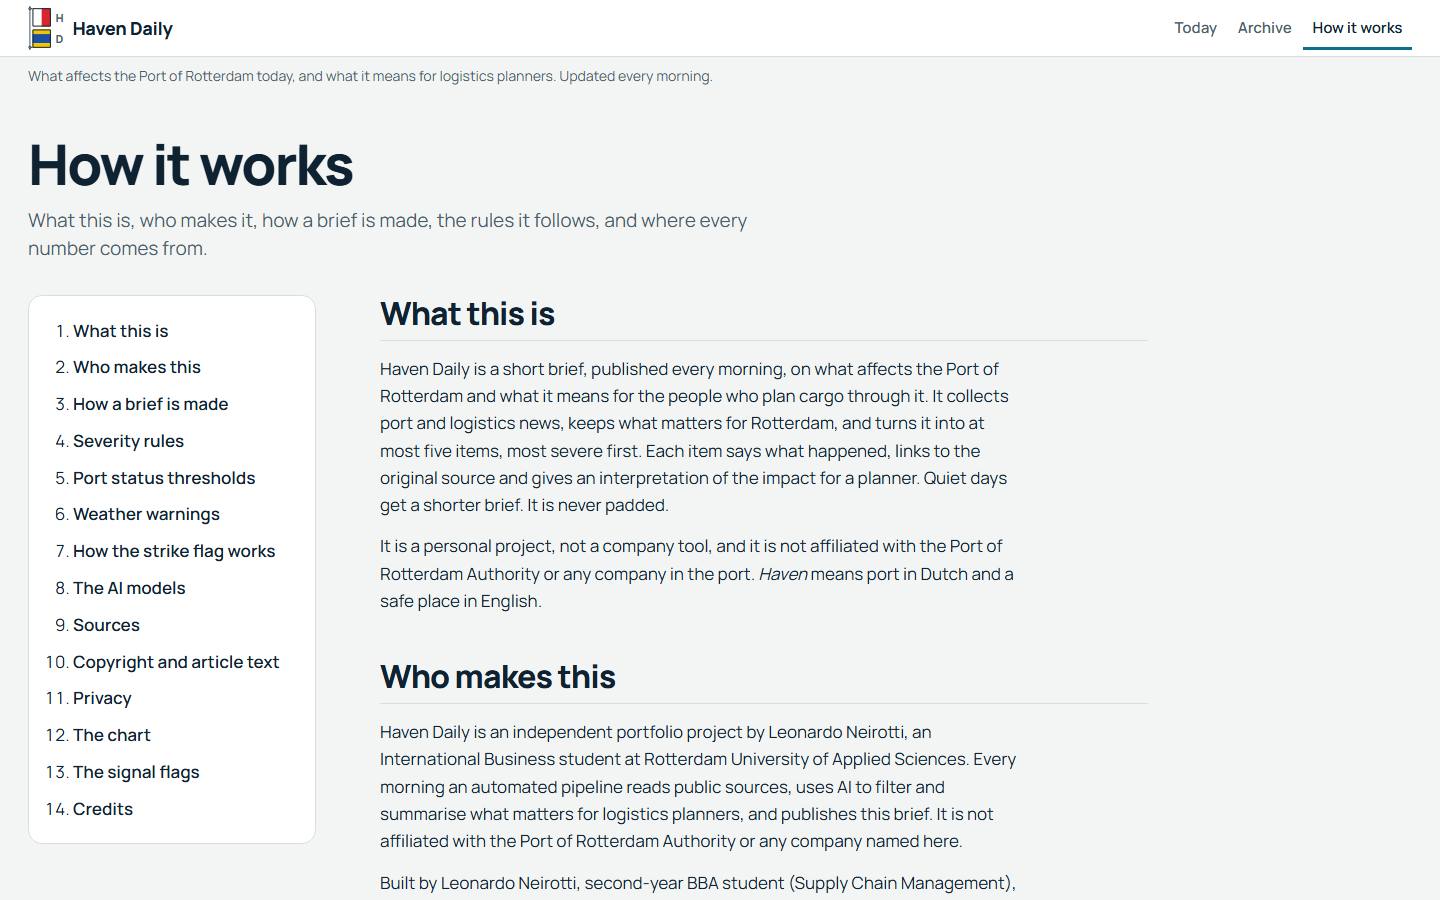 H
D
Haven Daily
Today
Archive
How it works
What affects the Port of Rotterdam today, and what it means for logistics planners. Updated every morning.
How it works
What this is, who makes it, how a brief is made, the rules it follows, and where every
number comes from.
1. What this is
2. Who makes this
3. How a brief is made
4. Severity rules
5. Port status thresholds
6. Weather warnings
7. How the strike flag works
8. The AI models
9. Sources
10. Copyright and article text
11. Privacy
12. The chart
13. The signal flags
14. Credits
What this is
Haven Daily is a short brief, published every morning, on what affects the Port of
Rotterdam and what it means for the people who plan cargo through it. It collects
port and logistics news, keeps what matters for Rotterdam, and turns it into at
most five items, most severe first. Each item says what happened, links to the
original source and gives an interpretation of the impact for a planner. Quiet days
get a shorter brief. It is never padded.
It is a personal project, not a company tool, and it is not affiliated with the Port of
Rotterdam Authority or any company in the port. Haven means port in Dutch and a
safe place in English.
Who makes this
Haven Daily is an independent portfolio project by Leonardo Neirotti, an
International Business student at Rotterdam University of Applied Sciences. Every
morning an automated pipeline reads public sources, uses AI to filter and
summarise what matters for logistics planners, and publishes this brief. It is not
affiliated with the Port of Rotterdam Authority or any company named here.
Built by Leonardo Neirotti, second-year BBA student (Supply Chain Management),